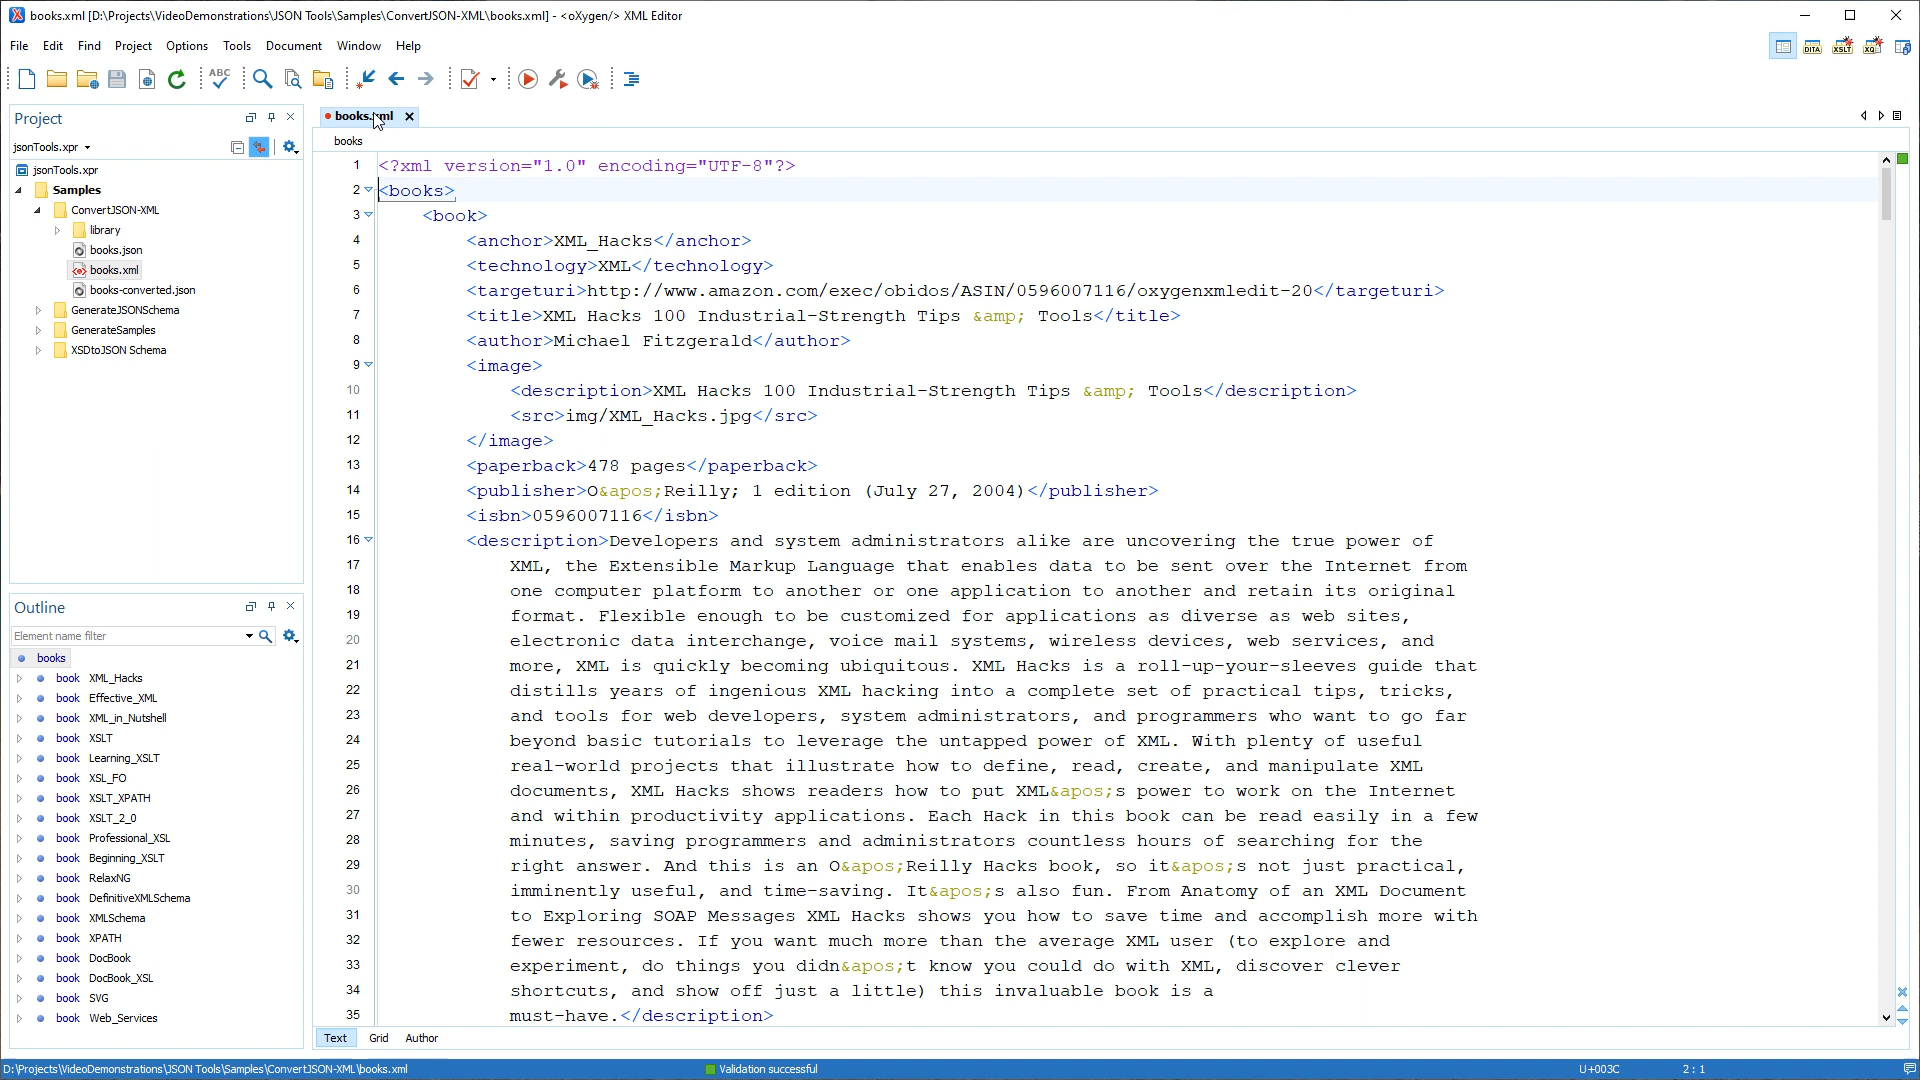 books.xml [D:\Projects\VideoDemonstrations\JSON Tools\Samples\ConvertJSON-XML\books.xml] - <oXygen/> XML Editor
File Edit Find Project Options Tools Document Window Help
DITA XSLT XQ
ABC
Project
jsonTools.xpr
jsonTools.xpr
Samples
ConvertJSON-XML
library
books.json
books.xml
books-converted.json
GenerateJSONSchema
GenerateSamples
XSDtoJSON Schema
Outline
Element name filter
books
book XML_Hacks
book Effective_XML
book XML_in_Nutshell
book XSLT
book Learning_XSLT
book XSL_FO
book XSLT_XPATH
book XSLT_2_0
book Professional_XSL
book Beginning_XSLT
book RelaxNG
book DefinitiveXMLSchema
book XMLSchema
book XPATH
book DocBook
book DocBook_XSL
book SVG
book Web_Services
books.xml
books
1 <?xml version="1.0" encoding="UTF-8"?>
2 <books>
3 <book>
4 <anchor>XML_Hacks</anchor>
5 <technology>XML</technology>
6 <targeturi>http://www.amazon.com/exec/obidos/ASIN/0596007116/oxygenxmledit-20</targeturi>
7 <title>XML Hacks 100 Industrial-Strength Tips &amp; Tools</title>
8 <author>Michael Fitzgerald</author>
9 <image>
10 <description>XML Hacks 100 Industrial-Strength Tips &amp; Tools</description>
11 <src>img/XML_Hacks.jpg</src>
12 </image>
13 <paperback>478 pages</paperback>
14 <publisher>O&apos;Reilly; 1 edition (July 27, 2004)</publisher>
15 <isbn>0596007116</isbn>
16 <description>Developers and system administrators alike are uncovering the true power of
17 XML, the Extensible Markup Language that enables data to be sent over the Internet from
18 one computer platform to another or one application to another and retain its original
19 format. Flexible enough to be customized for applications as diverse as web sites,
20 electronic data interchange, voice mail systems, wireless devices, web services, and
21 more, XML is quickly becoming ubiquitous. XML Hacks is a roll-up-your-sleeves guide that
22 distills years of ingenious XML hacking into a complete set of practical tips, tricks,
23 and tools for web developers, system administrators, and programmers who want to go far
24 beyond basic tutorials to leverage the untapped power of XML. With plenty of useful
25 real-world projects that illustrate how to define, read, create, and manipulate XML
26 documents, XML Hacks shows readers how to put XML&apos;s power to work on the Internet
27 and within productivity applications. Each Hack in this book can be read easily in a few
28 minutes, saving programmers and administrators countless hours of searching for the
29 right answer. And this is an O&apos;Reilly Hacks book, so it&apos;s not just practical,
30 imminently useful, and time-saving. It&apos;s also fun. From Anatomy of an XML Document
31 to Exploring SOAP Messages XML Hacks shows you how to save time and accomplish more with
32 fewer resources. If you want much more than the average XML user (to explore and
33 experiment, do things you didn&apos;t know you could do with XML, discover clever
34 shortcuts, and show off just a little) this invaluable book is a
35 must-have.</description>
Text Grid Author
D:\Projects\VideoDemonstrations\JSON Tools\Samples\ConvertJSON-XML\books.xml Validation successful U+003C 2 : 1